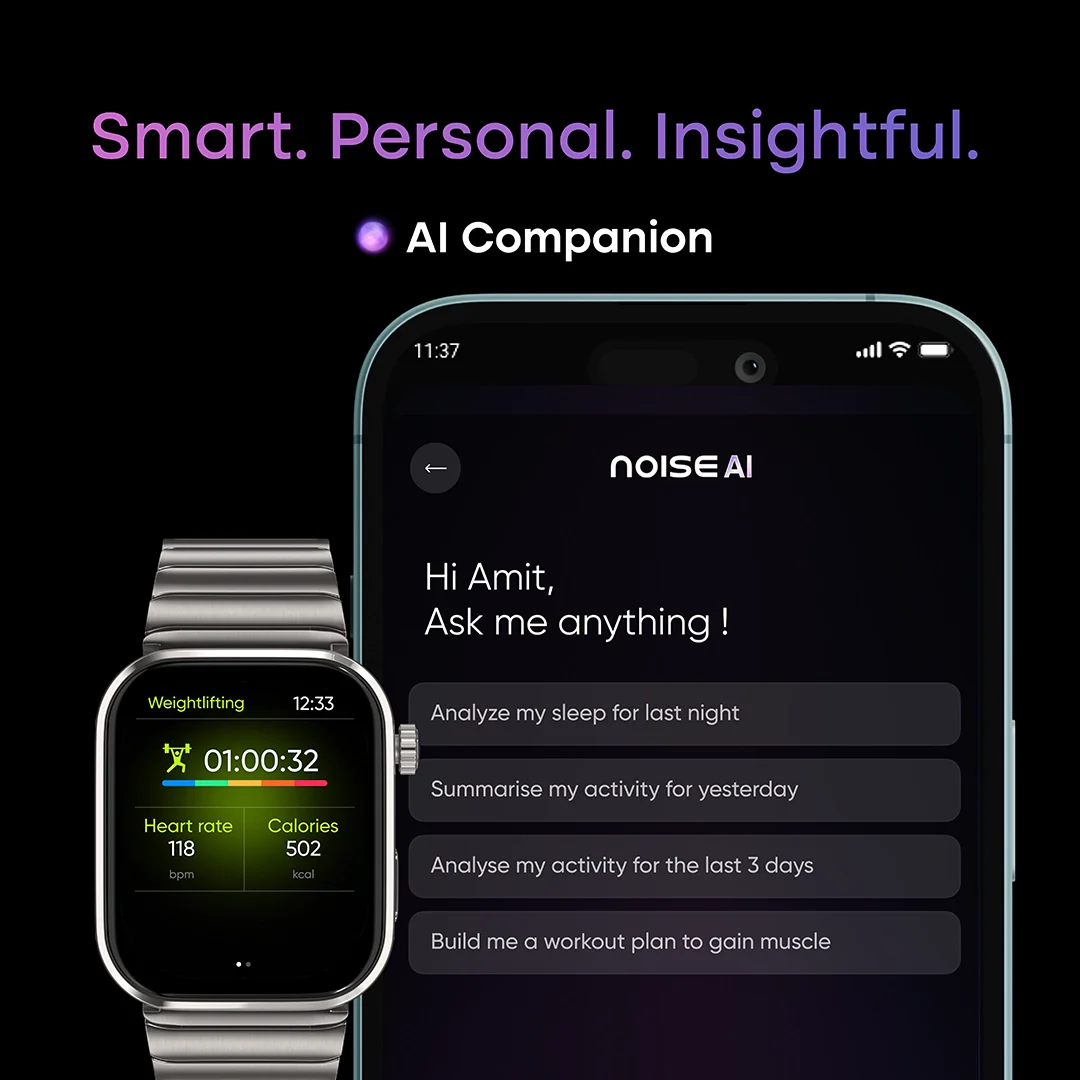 Smart. Personal. Insightful.
AI Companion
11:37
NOISE AI
Hi Amit,
Ask me anything !
Analyze my sleep for last night
Summarise my activity for yesterday
Analyse my activity for the last 3 days
Build me a workout plan to gain muscle
Weightlifting 12:33
01:00:32
Heart rate Calories
118 502
bpm kcal